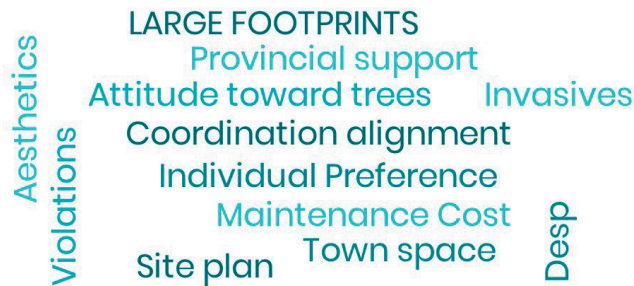 LARGE FOOTPRINTS
Provincial support
Attitude toward trees
Invasives
Aesthetics
Coordination alignment
Violations
Individual Preference
Maintenance Cost
Desp
Town space
Site plan